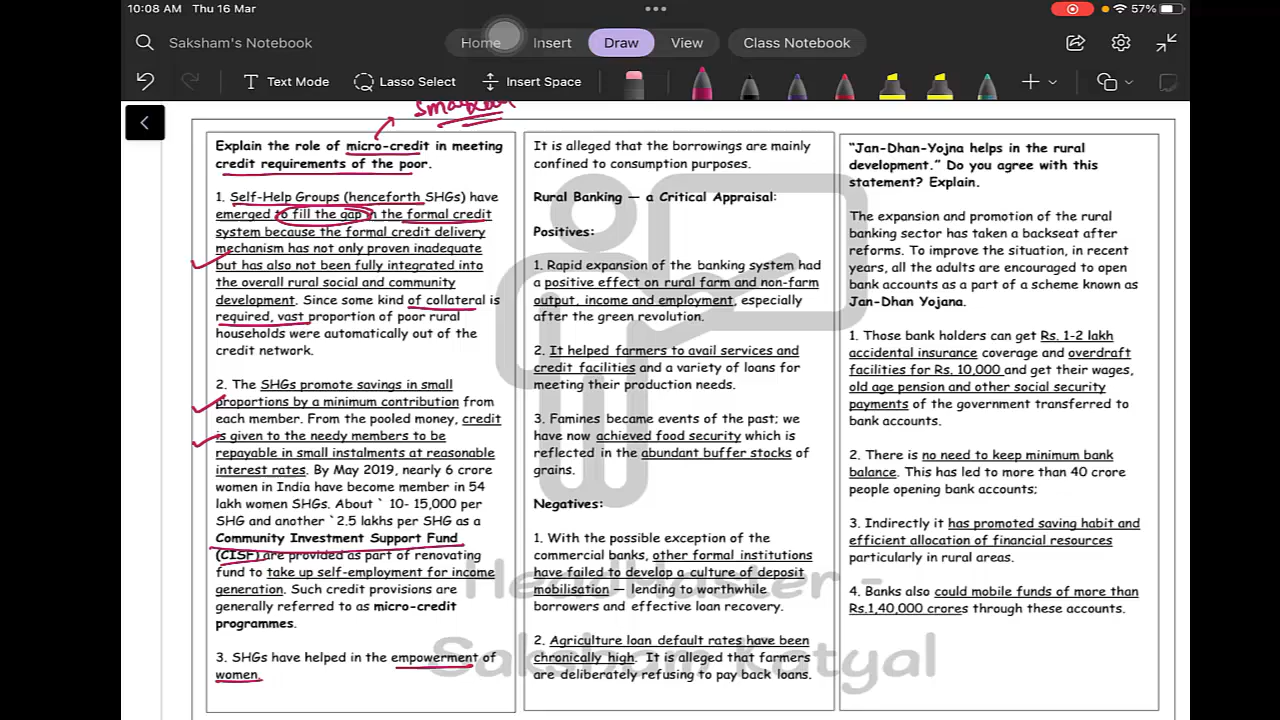 10:08 AM Thu 16 Mar
57%
Saksham's Notebook
Home
Insert
Draw
View
Class Notebook
Text Mode
Lasso Select
Insert Space
Explain the role of micro-credit in meeting
credit requirements of the poor.
1. Self-Help Groups (henceforth SHGs) have
emerged to fill the gap in the formal credit
system because the formal credit delivery
mechanism has not only proven inadequate
but has also not been fully integrated into
the overall rural social and community
development. Since some kind of collateral is
required, vast proportion of poor rural
households were automatically out of the
credit network.
2. The SHGs promote savings in small
proportions by a minimum contribution from
each member. From the pooled money, credit
is given to the needy members to be
repayable in small instalments at reasonable
interest rates. By May 2019, nearly 6 crore
women in India have become member in 54
lakh women SHGs. About ` 10- 15,000 per
SHG and another `2.5 lakhs per SHG as a
Community Investment Support Fund
(CISF) are provided as part of renovating
fund to take up self-employment for income
generation. Such credit provisions are
generally referred to as micro-credit
programmes.
3. SHGs have helped in the empowerment of
women.
It is alleged that the borrowings are mainly
confined to consumption purposes.
Rural Banking — a Critical Appraisal:
Positives:
1. Rapid expansion of the banking system had
a positive effect on rural farm and non-farm
output, income and employment, especially
after the green revolution.
2. It helped farmers to avail services and
credit facilities and a variety of loans for
meeting their production needs.
3. Famines became events of the past; we
have now achieved food security which is
reflected in the abundant buffer stocks of
grains.
Negatives:
1. With the possible exception of the
commercial banks, other formal institutions
have failed to develop a culture of deposit
mobilisation — lending to worthwhile
borrowers and effective loan recovery.
2. Agriculture loan default rates have been
chronically high. It is alleged that farmers
are deliberately refusing to pay back loans.
"Jan-Dhan-Yojna helps in the rural
development." Do you agree with this
statement? Explain.
The expansion and promotion of the rural
banking sector has taken a backseat after
reforms. To improve the situation, in recent
years, all the adults are encouraged to open
bank accounts as a part of a scheme known as
Jan-Dhan Yojana.
1. Those bank holders can get Rs. 1-2 lakh
accidental insurance coverage and overdraft
facilities for Rs. 10,000 and get their wages,
old age pension and other social security
payments of the government transferred to
bank accounts.
2. There is no need to keep minimum bank
balance. This has led to more than 40 crore
people opening bank accounts;
3. Indirectly it has promoted saving habit and
efficient allocation of financial resources
particularly in rural areas.
4. Banks also could mobile funds of more than
Rs.1,40,000 crores through these accounts.
HeadMaster -
Saksham Katyal